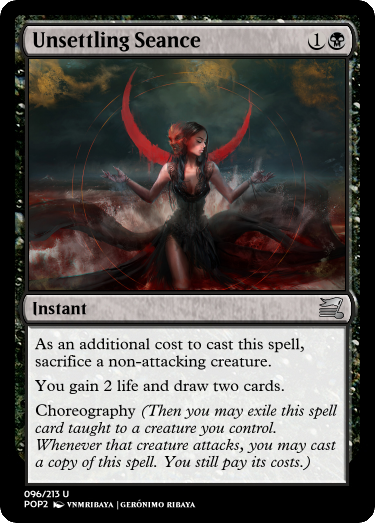 Unsettling Seance 1
Instant
As an additional cost to cast this spell,
sacrifice a non-attacking creature.
You gain 2 life and draw two cards.
Choreography (Then you may exile this spell
card taught to a creature you control.
Whenever that creature attacks, you may cast
a copy of this spell. You still pay its costs.)
096/213 U
POP2 VNMRIBAYA | GERÓNIMO RIBAYA